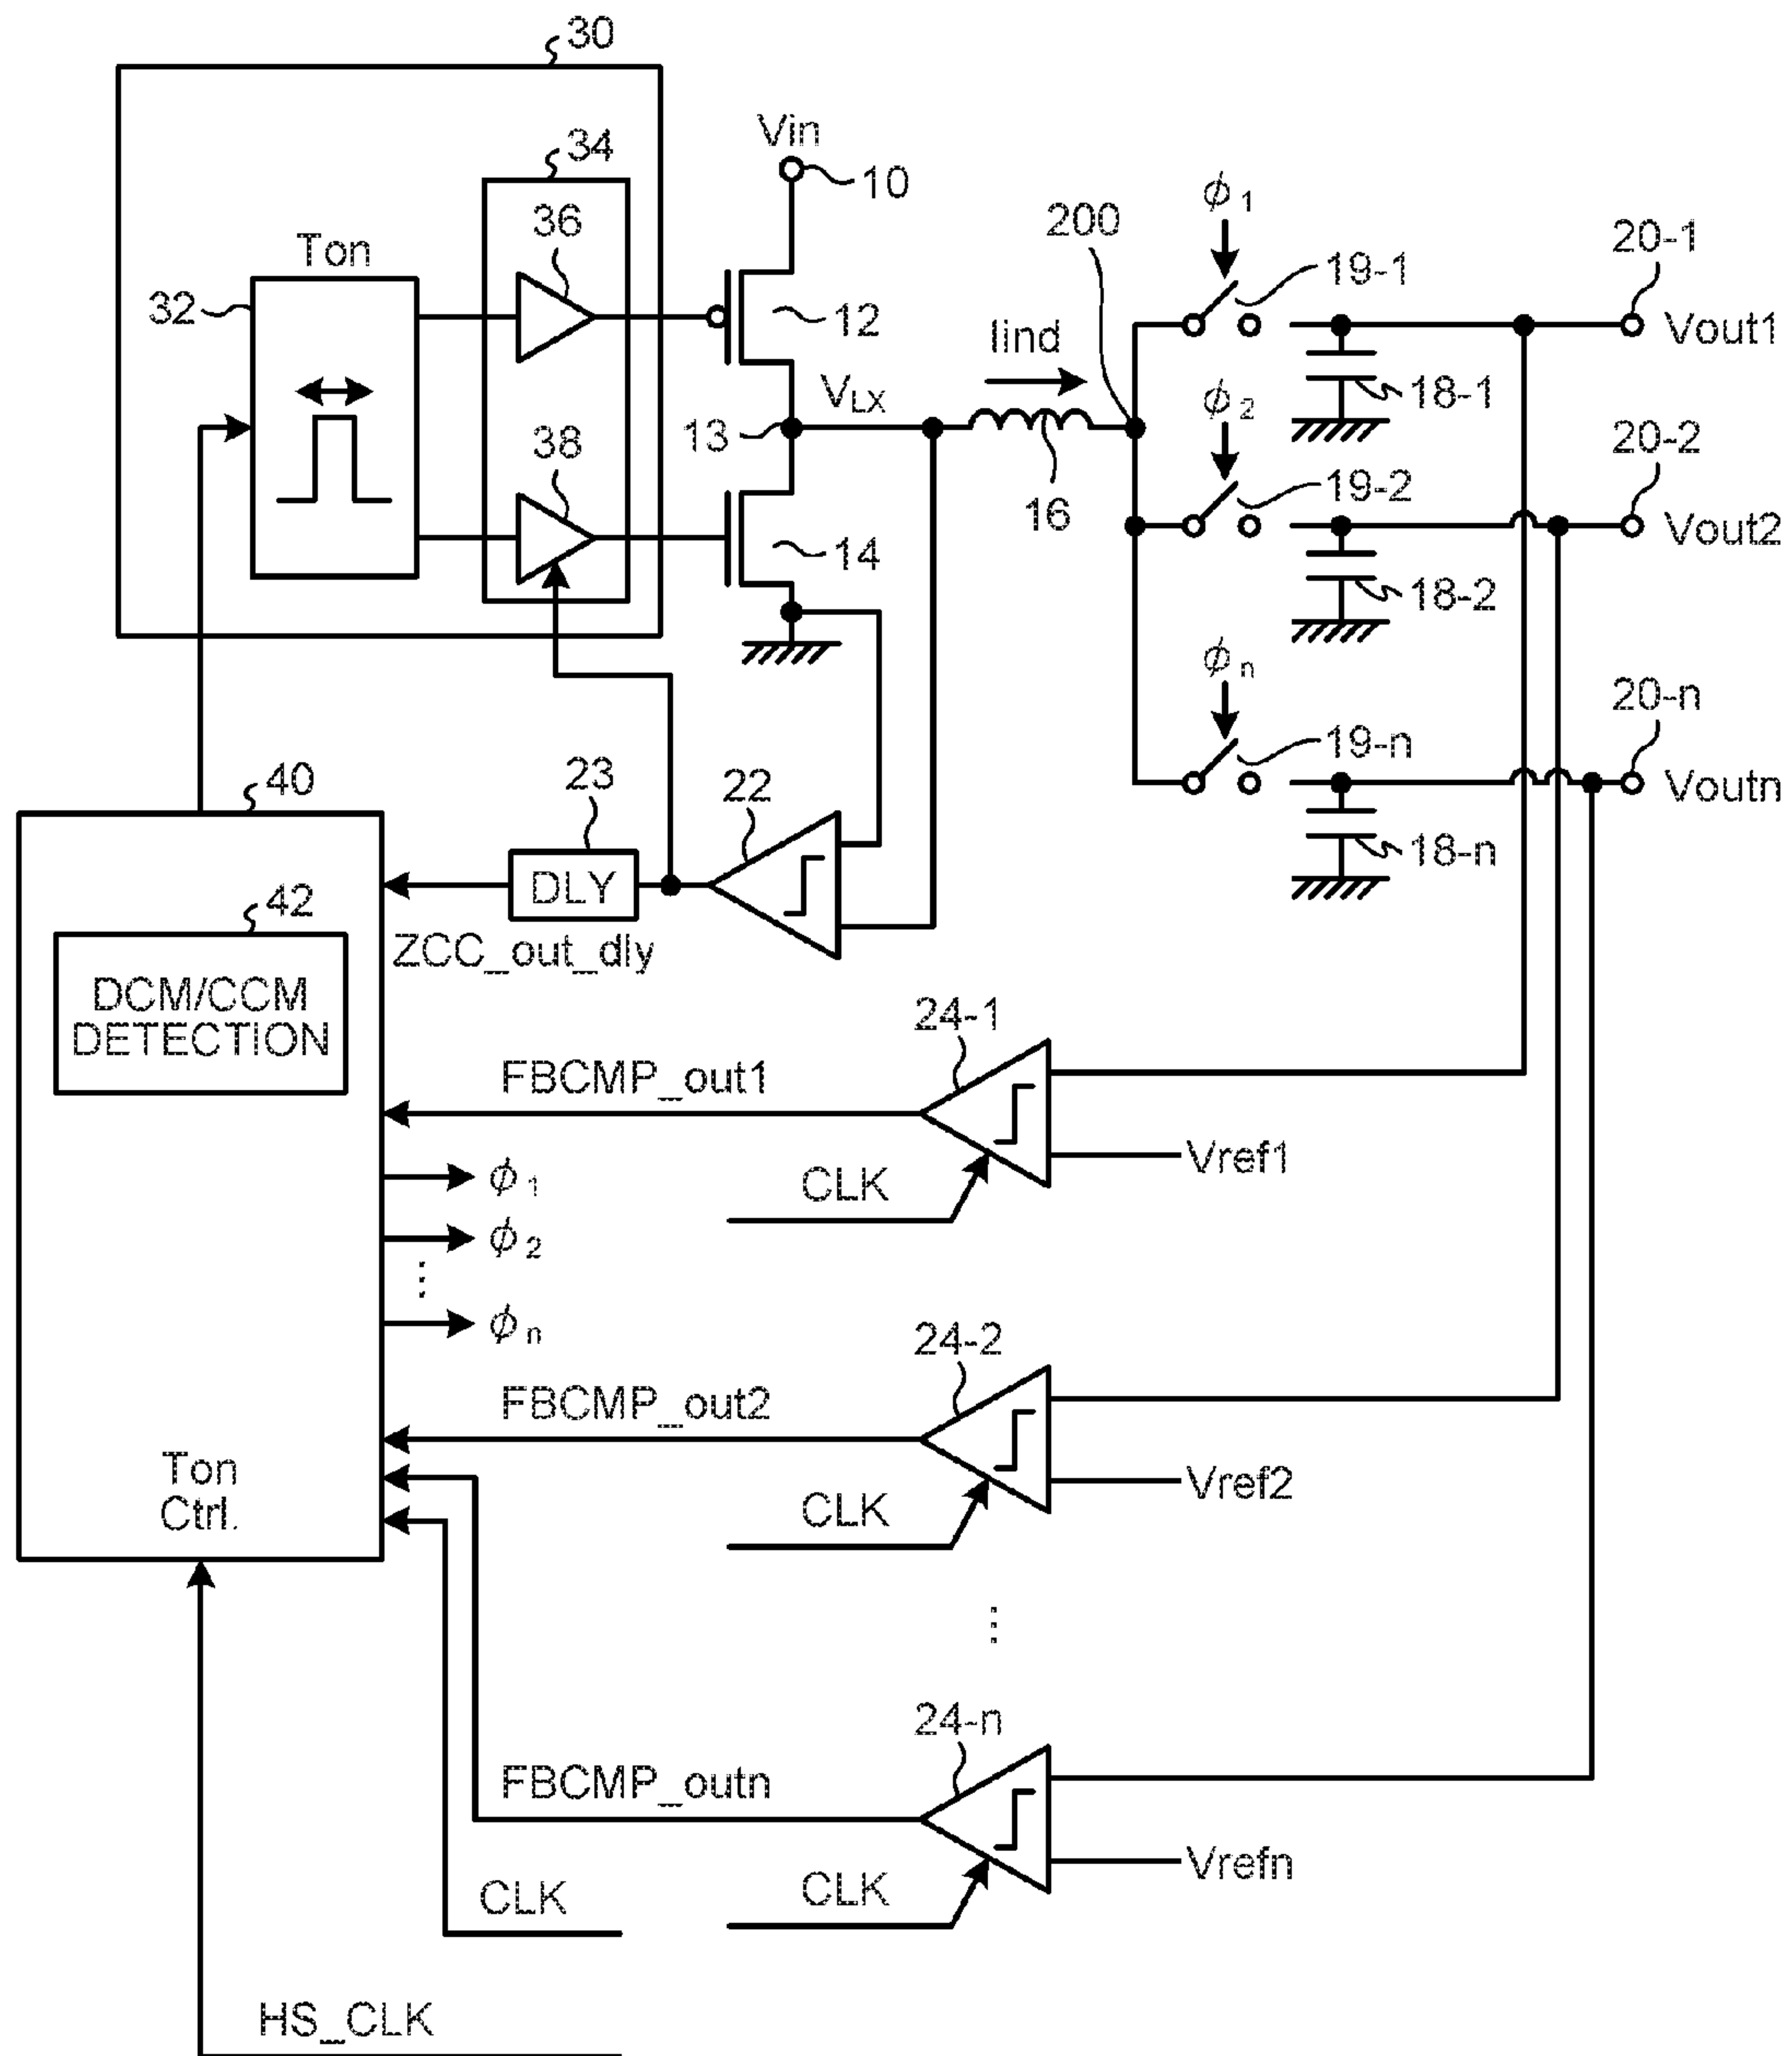 30
Vin
34
10
36
Ton
32
12
200
ϕ1
19-1
20-1
Vout1
Iind
VLX
13
18-1
ϕ2
38
16
19-2
20-2
Vout2
14
18-2
ϕn
19-n
20-n
Voutn
40
23
22
18-n
DLY
42
ZCC_out_dly
DCM/CCM
DETECTION
24-1
FBCMP_out1
Vref1
CLK
ϕ1
ϕ2
⋮
ϕn
24-2
FBCMP_out2
Vref2
CLK
Ton
Ctrl.
⋮
24-n
FBCMP_outn
Vrefn
CLK
CLK
HS_CLK